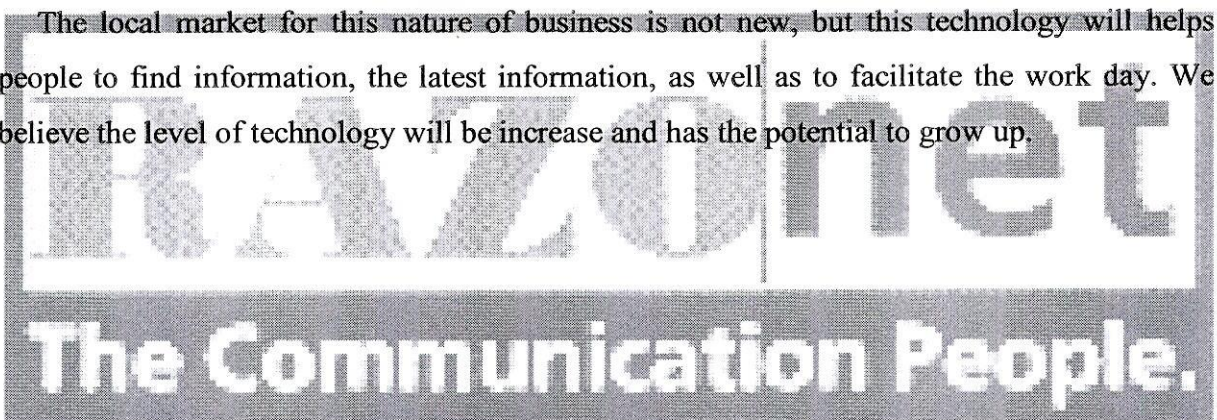 The local market for this nature of business is not new, but this technology will helps
people to find information, the latest information, as well as to facilitate the work day. We
believe the level of technology will be increase and has the potential to grow up.
RAZOnet
The Communication People.